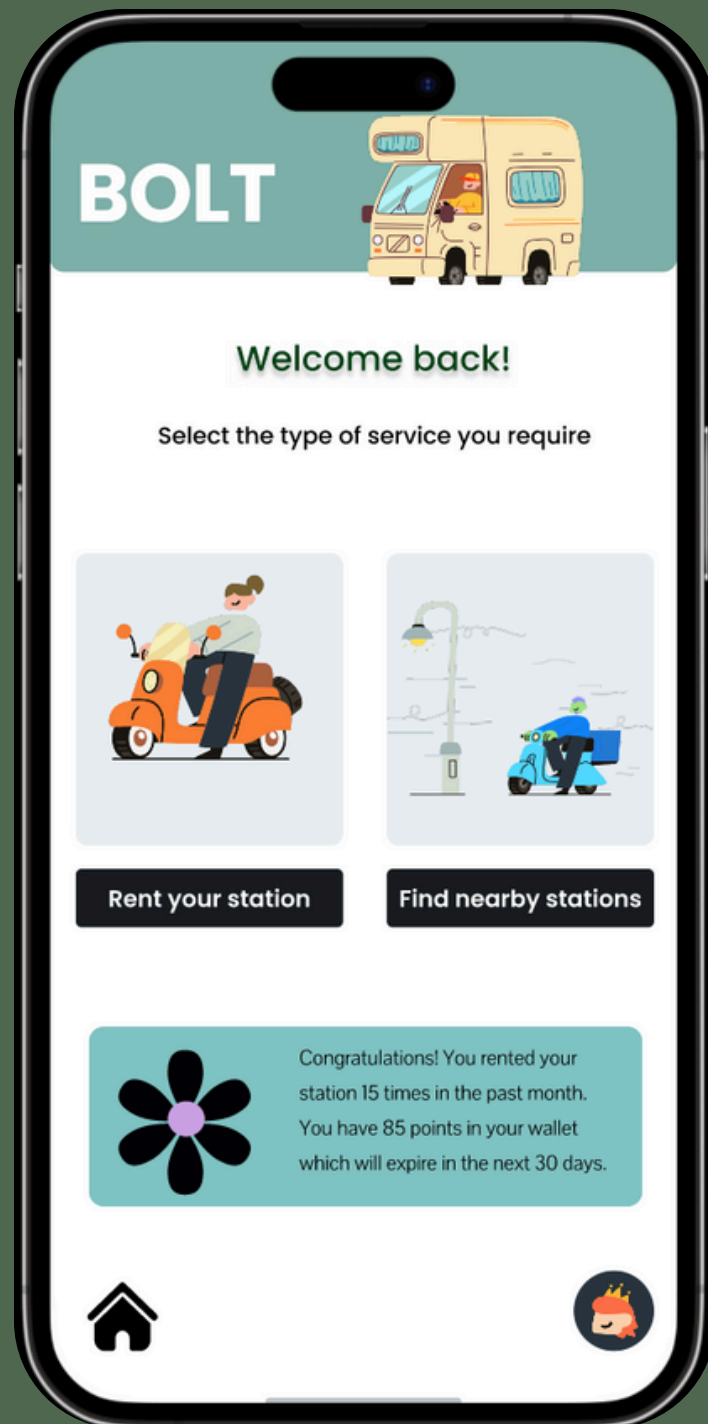 BOLT
Welcome back!
Select the type of service you require
Rent your station
Find nearby stations
Congratulations! You rented your
station 15 times in the past month.
You have 85 points in your wallet
which will expire in the next 30 days.